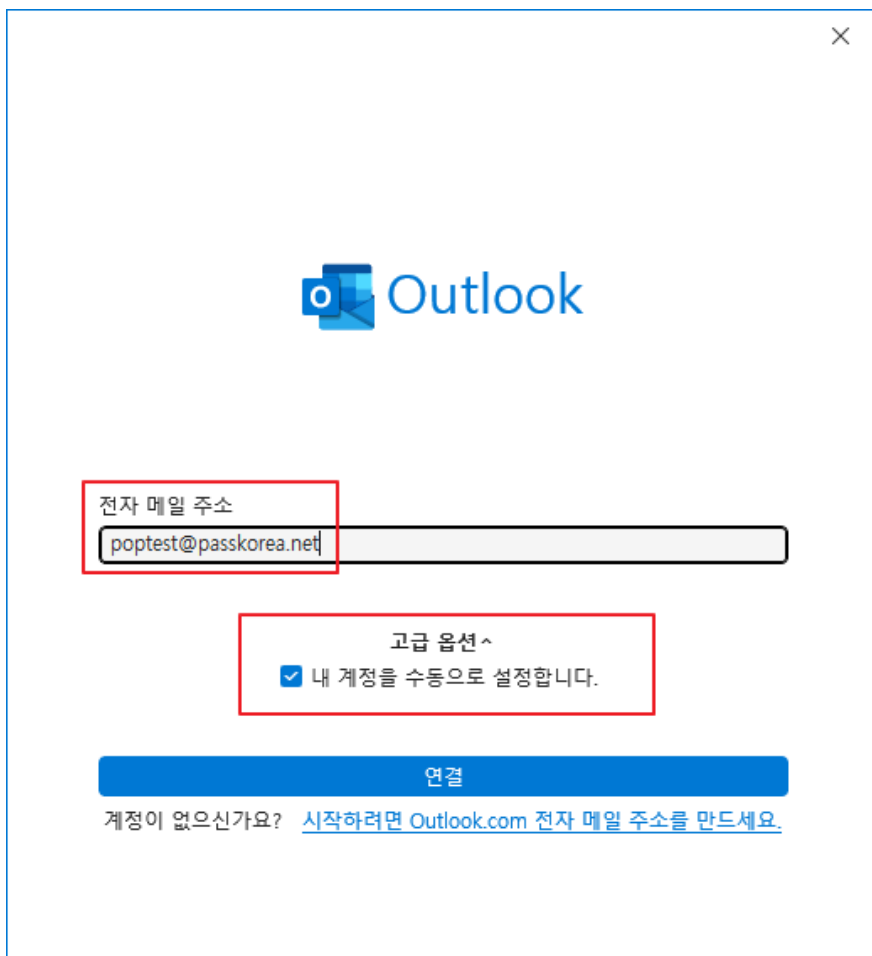 Outlook
전자 메일 주소
poptest@passkorea.net
고급 옵션^
내 계정을 수동으로 설정합니다.
연결
계정이 없으신가요? 시작하려면 Outlook.com 전자 메일 주소를 만드세요.